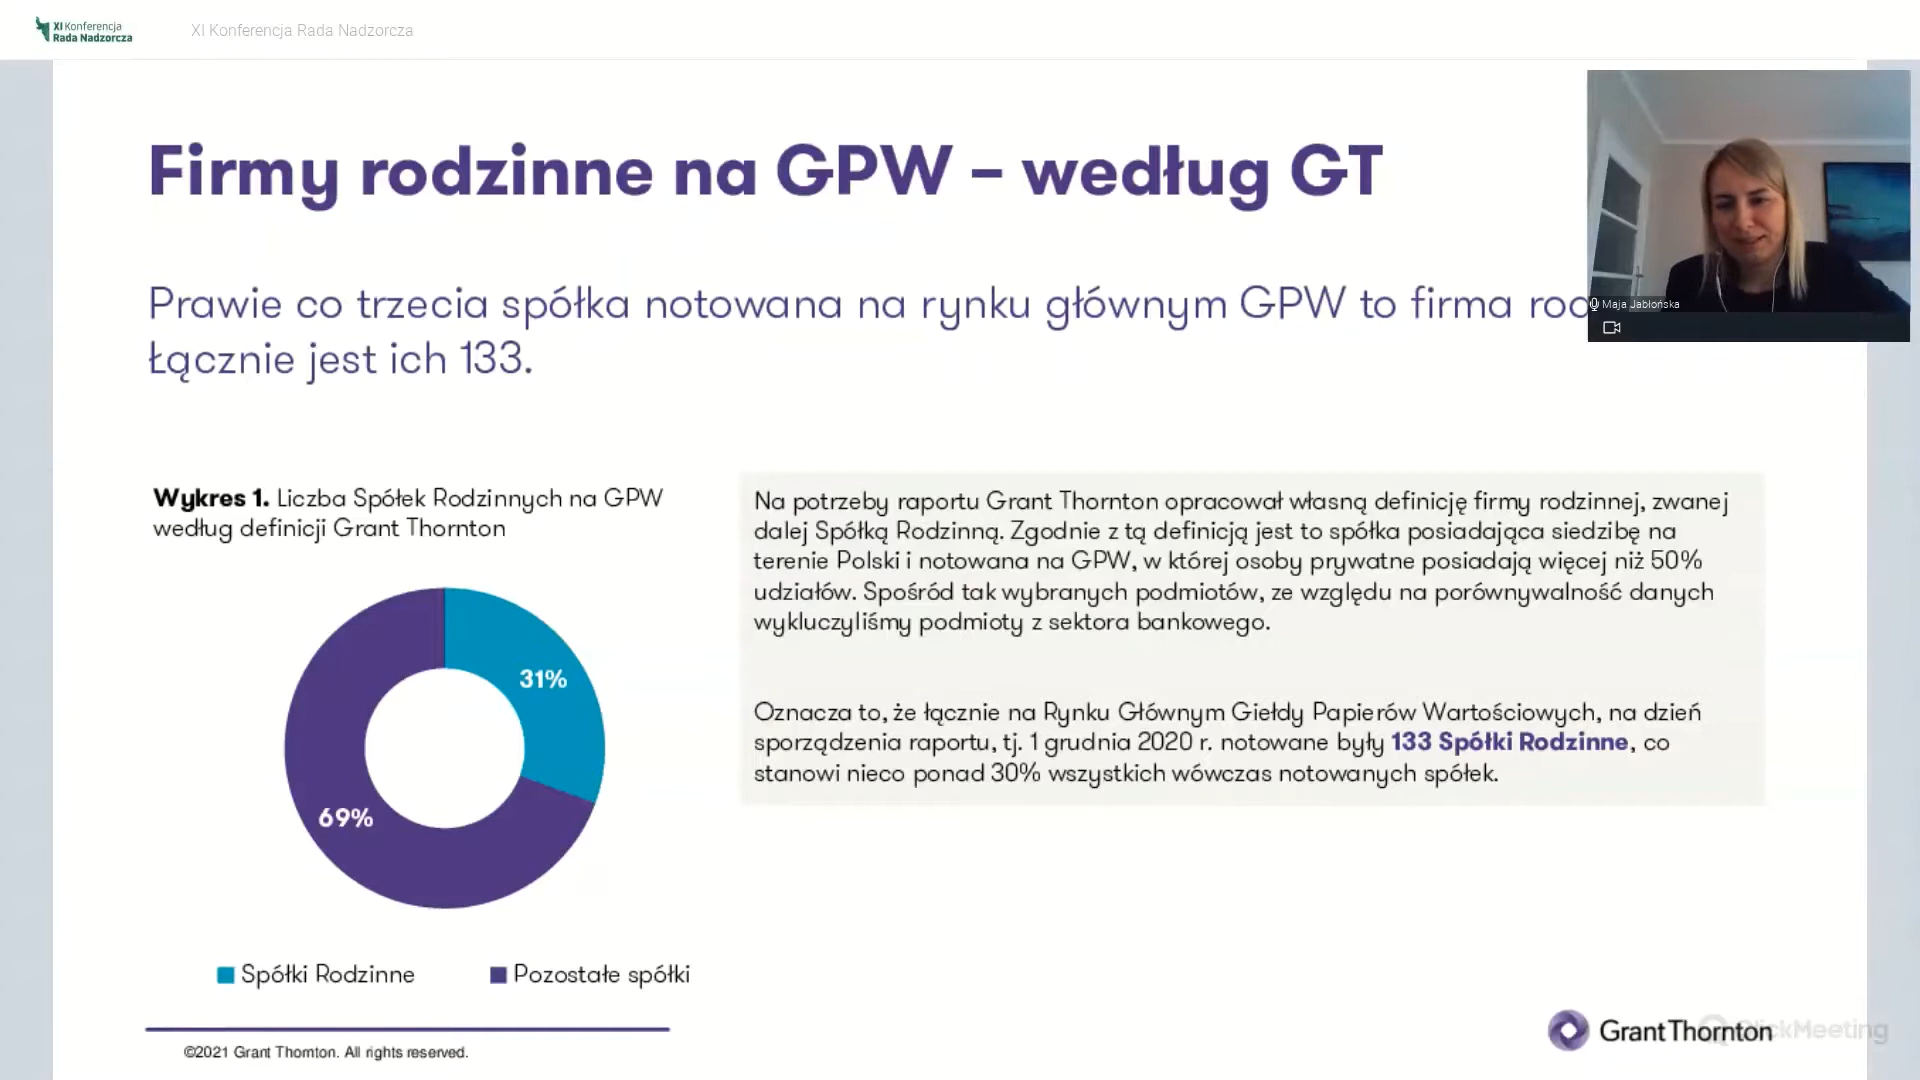 XI Konferencja
Rada Nadzorcza
XI Konferencja Rada Nadzorcza
Firmy rodzinne na GPW – według GT
Prawie co trzecia spółka notowana na rynku głównym GPW to firma
Łącznie jest ich 133.
Maja Jabłońska
Wykres 1. Liczba Spółek Rodzinnych na GPW
według definicji Grant Thornton
31%
69%
Spółki Rodzinne
Pozostałe spółki
Na potrzeby raportu Grant Thornton opracował własną definicję firmy rodzinnej, zwanej
dalej Spółką Rodzinną. Zgodnie z tą definicją jest to spółka posiadająca siedzibę na
terenie Polski i notowana na GPW, w której osoby prywatne posiadają więcej niż 50%
udziałów. Spośród tak wybranych podmiotów, ze względu na porównywalność danych
wykluczyliśmy podmioty z sektora bankowego.
Oznacza to, że łącznie na Rynku Głównym Giełdy Papierów Wartościowych, na dzień
sporządzenia raportu, tj. 1 grudnia 2020 r. notowane były 133 Spółki Rodzinne, co
stanowi nieco ponad 30% wszystkich wówczas notowanych spółek.
©2021 Grant Thornton. All rights reserved.
Grant Thornton